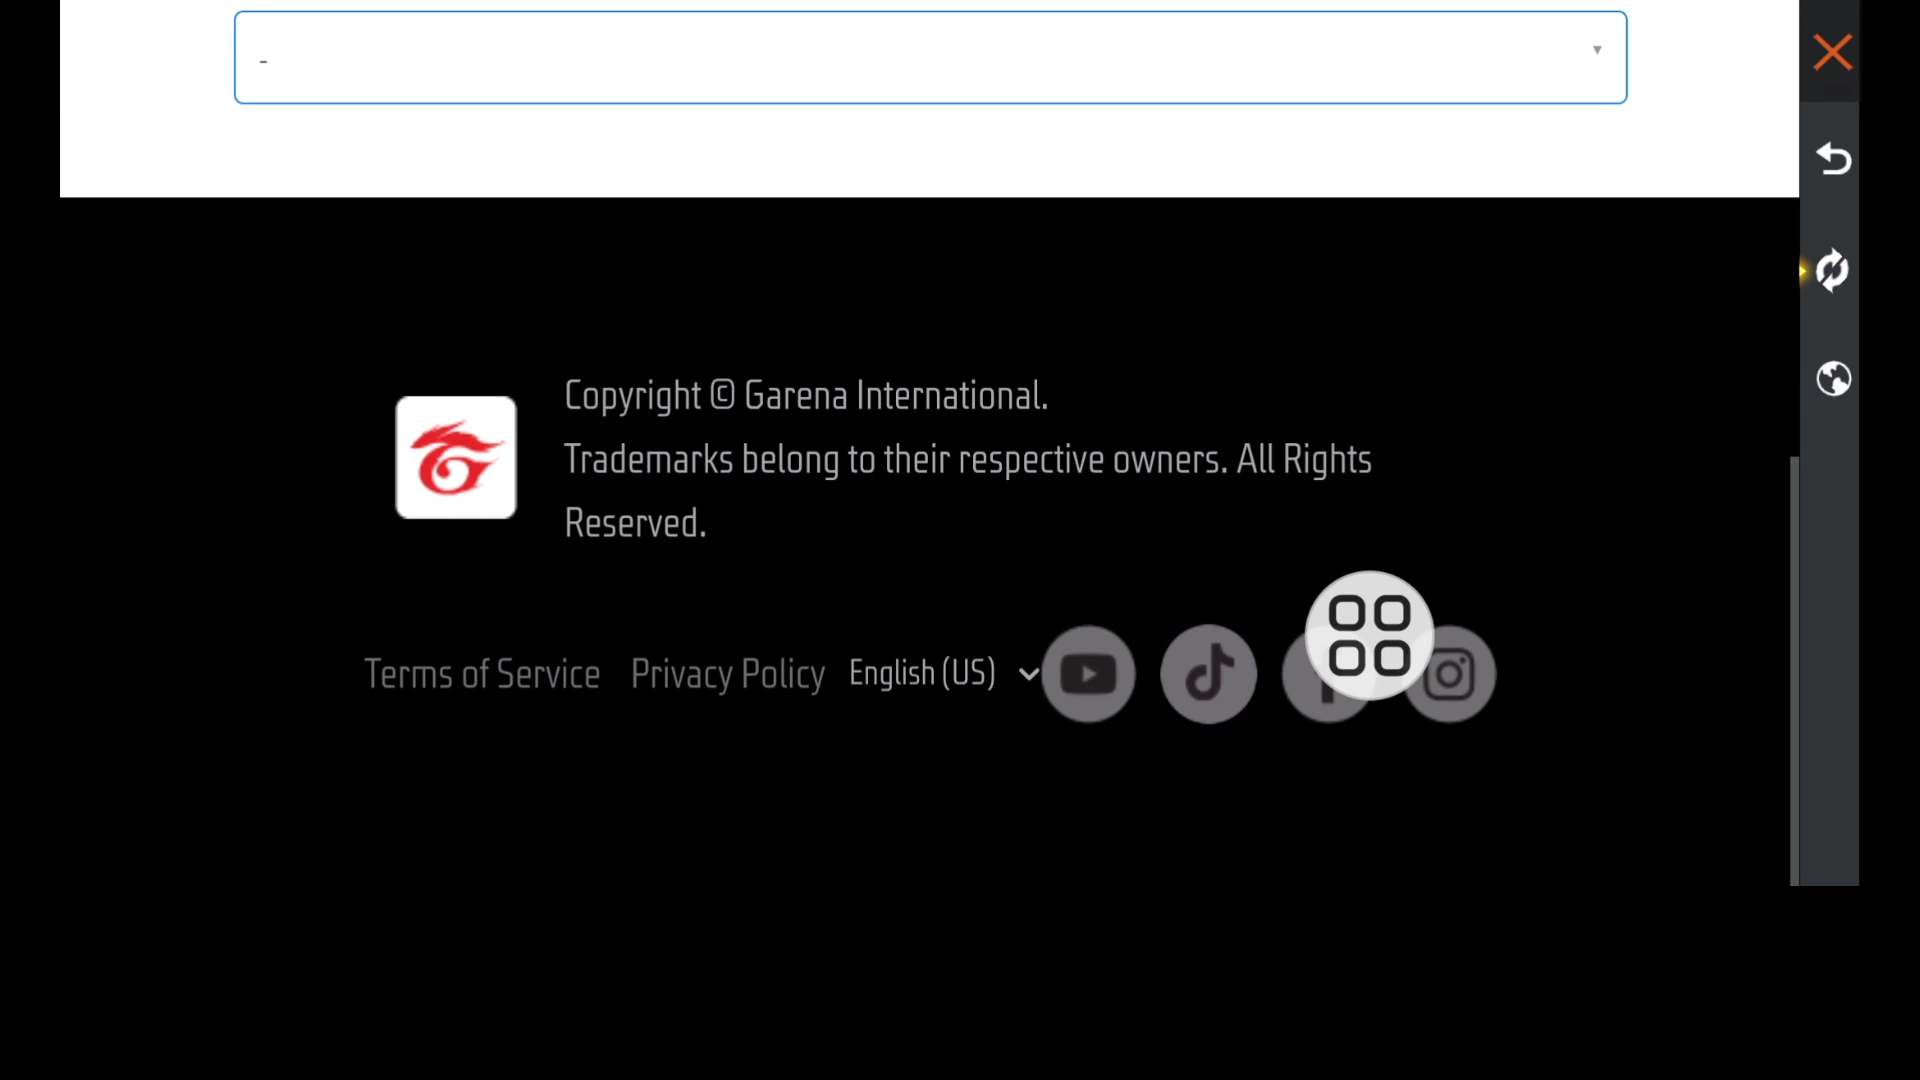 -
Copyright © Garena International.
Trademarks belong to their respective owners. All Rights
Reserved.
Terms of Service Privacy Policy English (US)